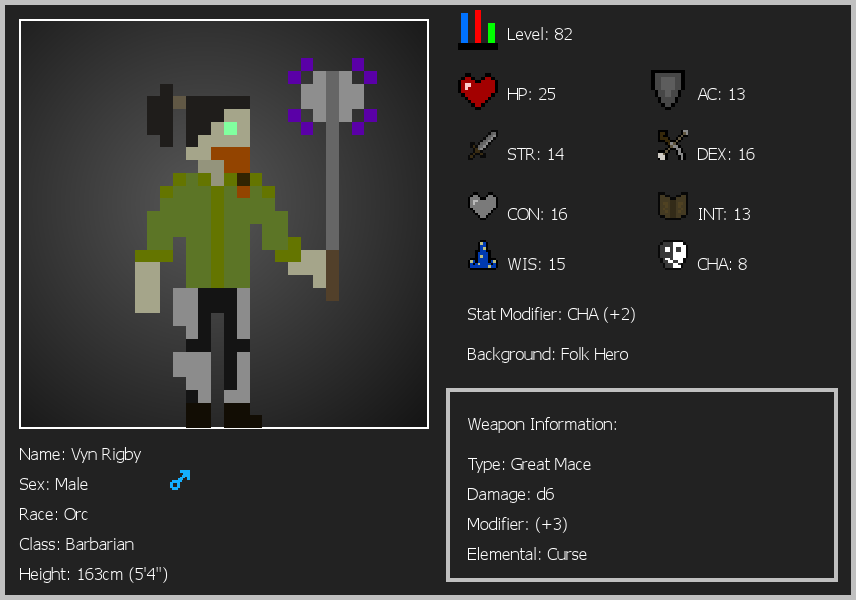 Level: 82
HP: 25
AC: 13
STR: 14
DEX: 16
CON: 16
INT: 13
WIS: 15
CHA: 8
Stat Modifier: CHA (+2)
Background: Folk Hero
Weapon Information:
Type: Great Mace
Damage: d6
Modifier: (+3)
Elemental: Curse
Name: Vyn Rigby
Sex: Male
Race: Orc
Class: Barbarian
Height: 163cm (5'4")